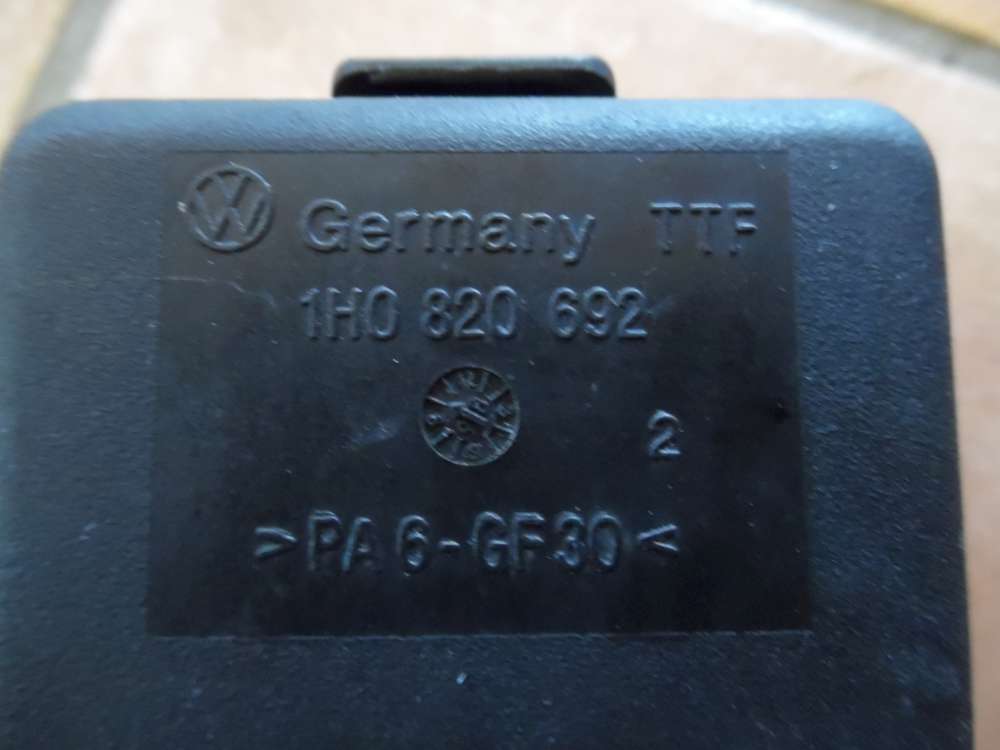 Germany TTF
1H0 820 692
2
>PA 6-GF30<